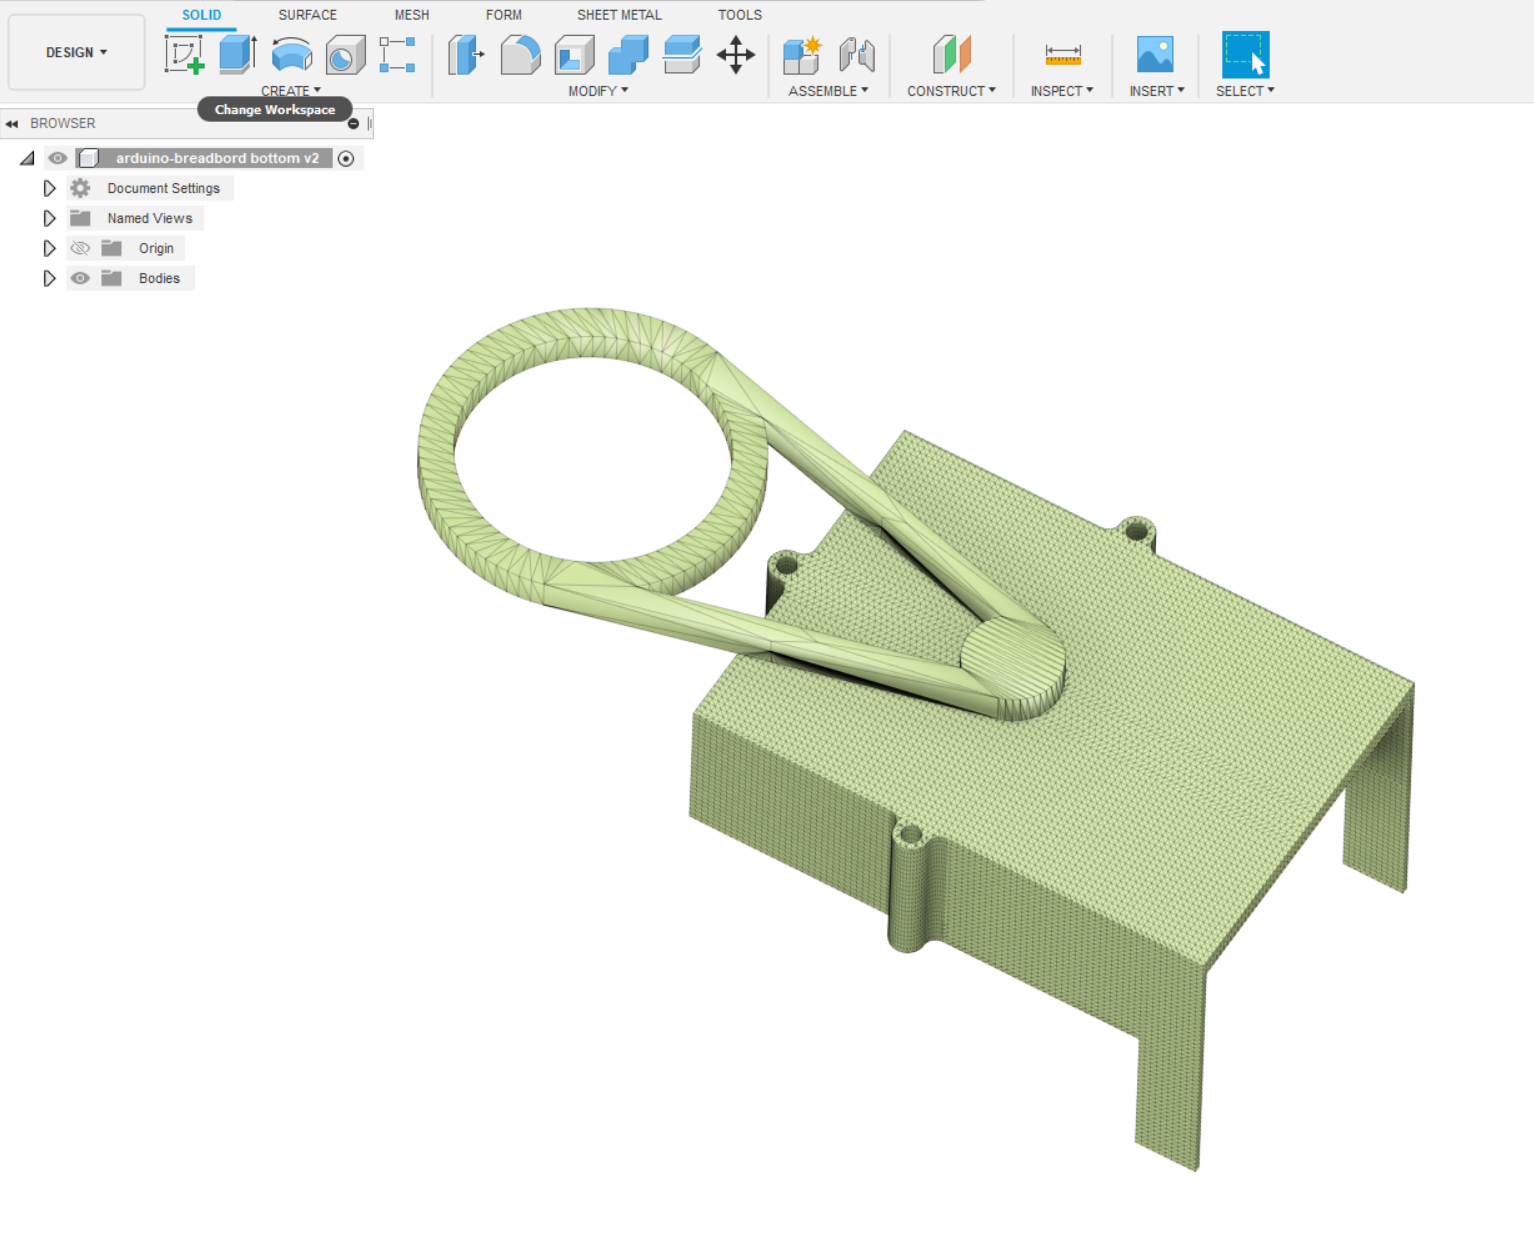 SOLID SURFACE MESH FORM SHEET METAL TOOLS
DESIGN
CREATE MODIFY ASSEMBLE CONSTRUCT INSPECT INSERT SELECT
Change Workspace
BROWSER
arduino-breadbord bottom v2
Document Settings
Named Views
Origin
Bodies